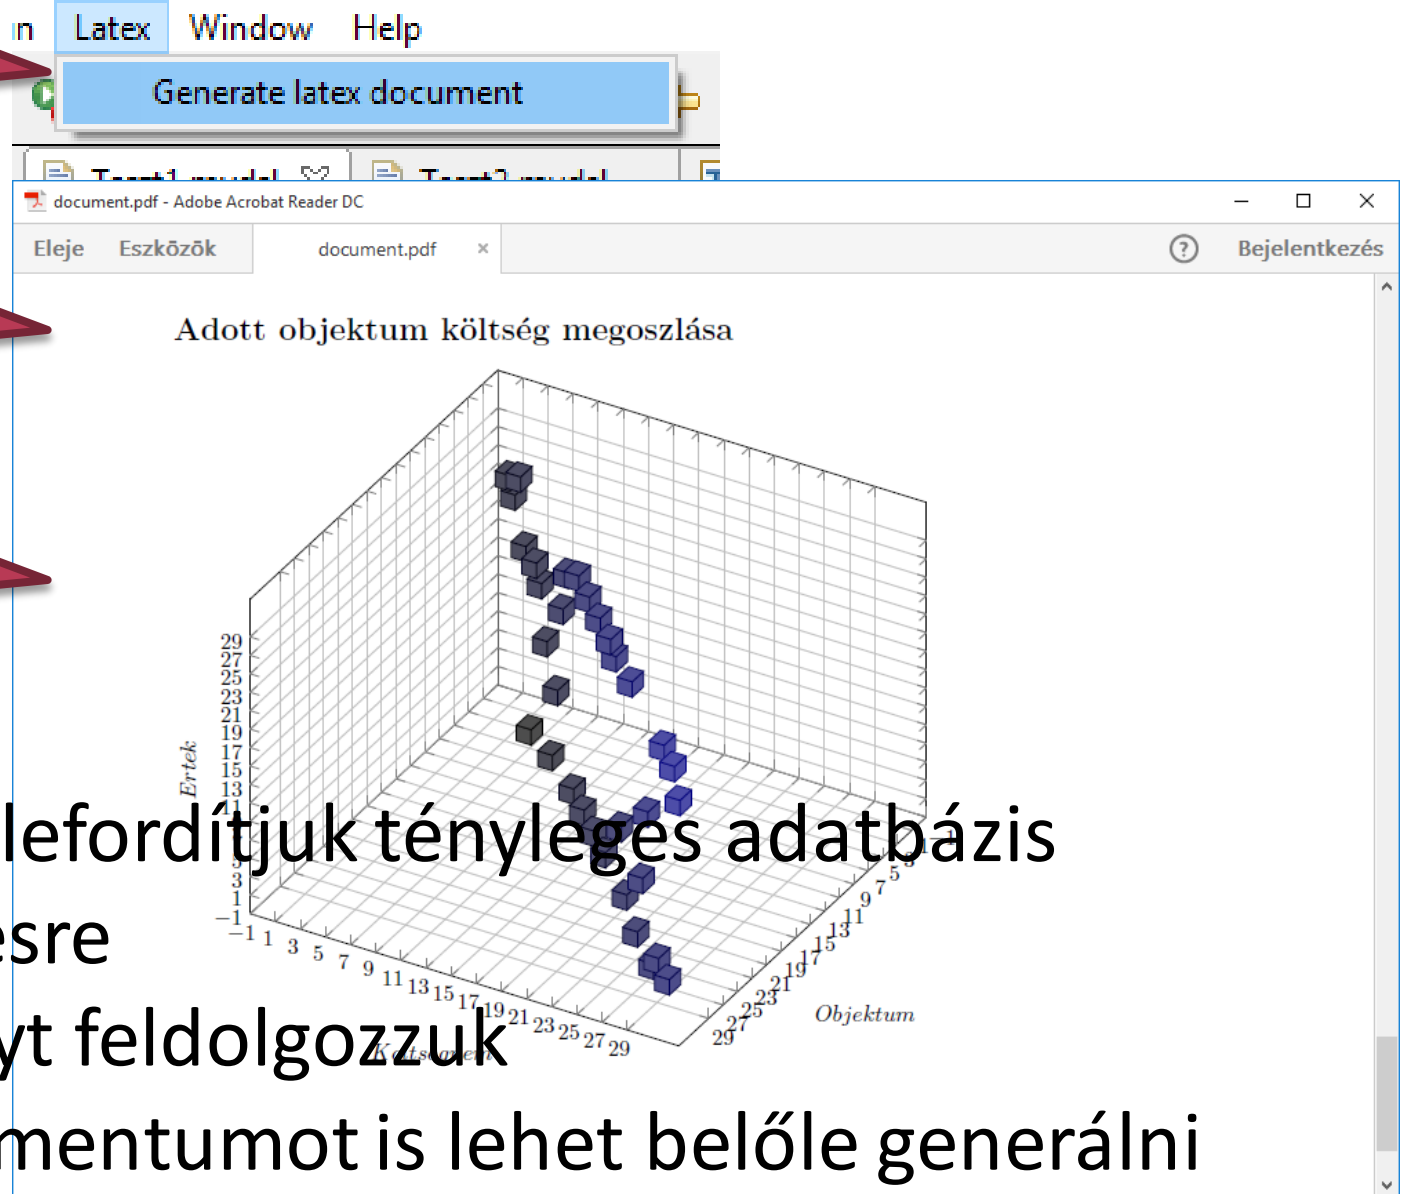 n Latex Window Help
Generate latex document
document.pdf - Adobe Acrobat Reader DC
Eleje Eszközök document.pdf × ? Bejelentkezés
Adott objektum költség megoszlása
29
27
25
23
21
19
17
15
13
Ertek
3
1
−1
−1 1 3 5 7 9 11 13 15 17 19 21 23 25 27 29
5 7 9 11 13 15 17 19 21 23 25 27 29
Objektum
lefordítjuk tényleges adatbázis
ésre
yt feldolgozzuk
mentumot is lehet belőle generálni